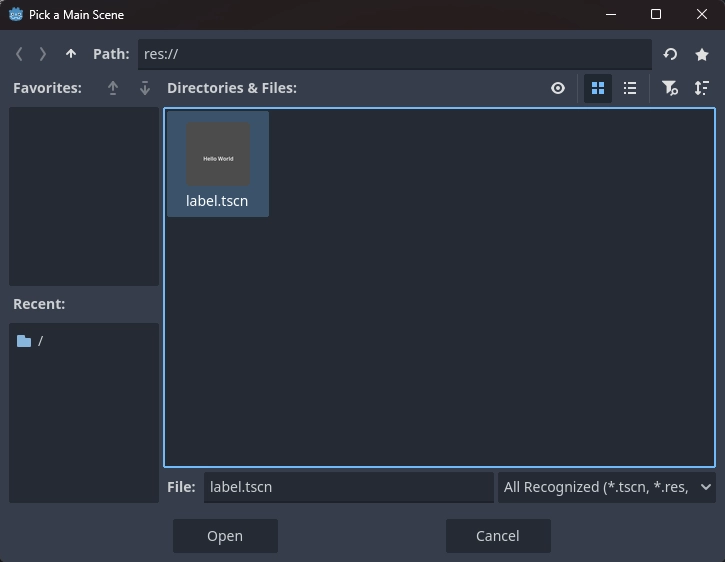 Pick a Main Scene
Path: res://
Favorites:
Directories & Files:
Hello World
label.tscn
Recent:
/
File: label.tscn
All Recognized (*.tscn, *.res,
Open
Cancel